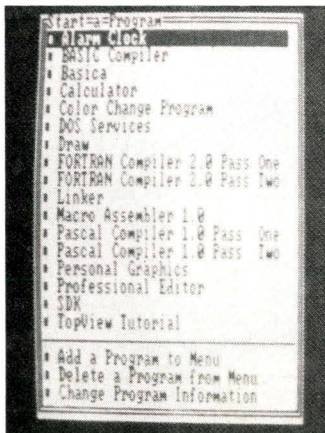 Start-a-Program
Alarm Clock
BASIC Compiler
Basica
Calculator
Color Change Program
DOS Services
Draw
FORTRAN Compiler 2.0 Pass One
FORTRAN Compiler 2.0 Pass Two
Linker
Macro Assembler 1.0
Pascal Compiler 1.0 Pass One
Pascal Compiler 1.0 Pass Two
Personal Graphics
Professional Editor
SDK
TopView Tutorial
Add a Program to Menu
Delete a Program from Menu
Change Program Information